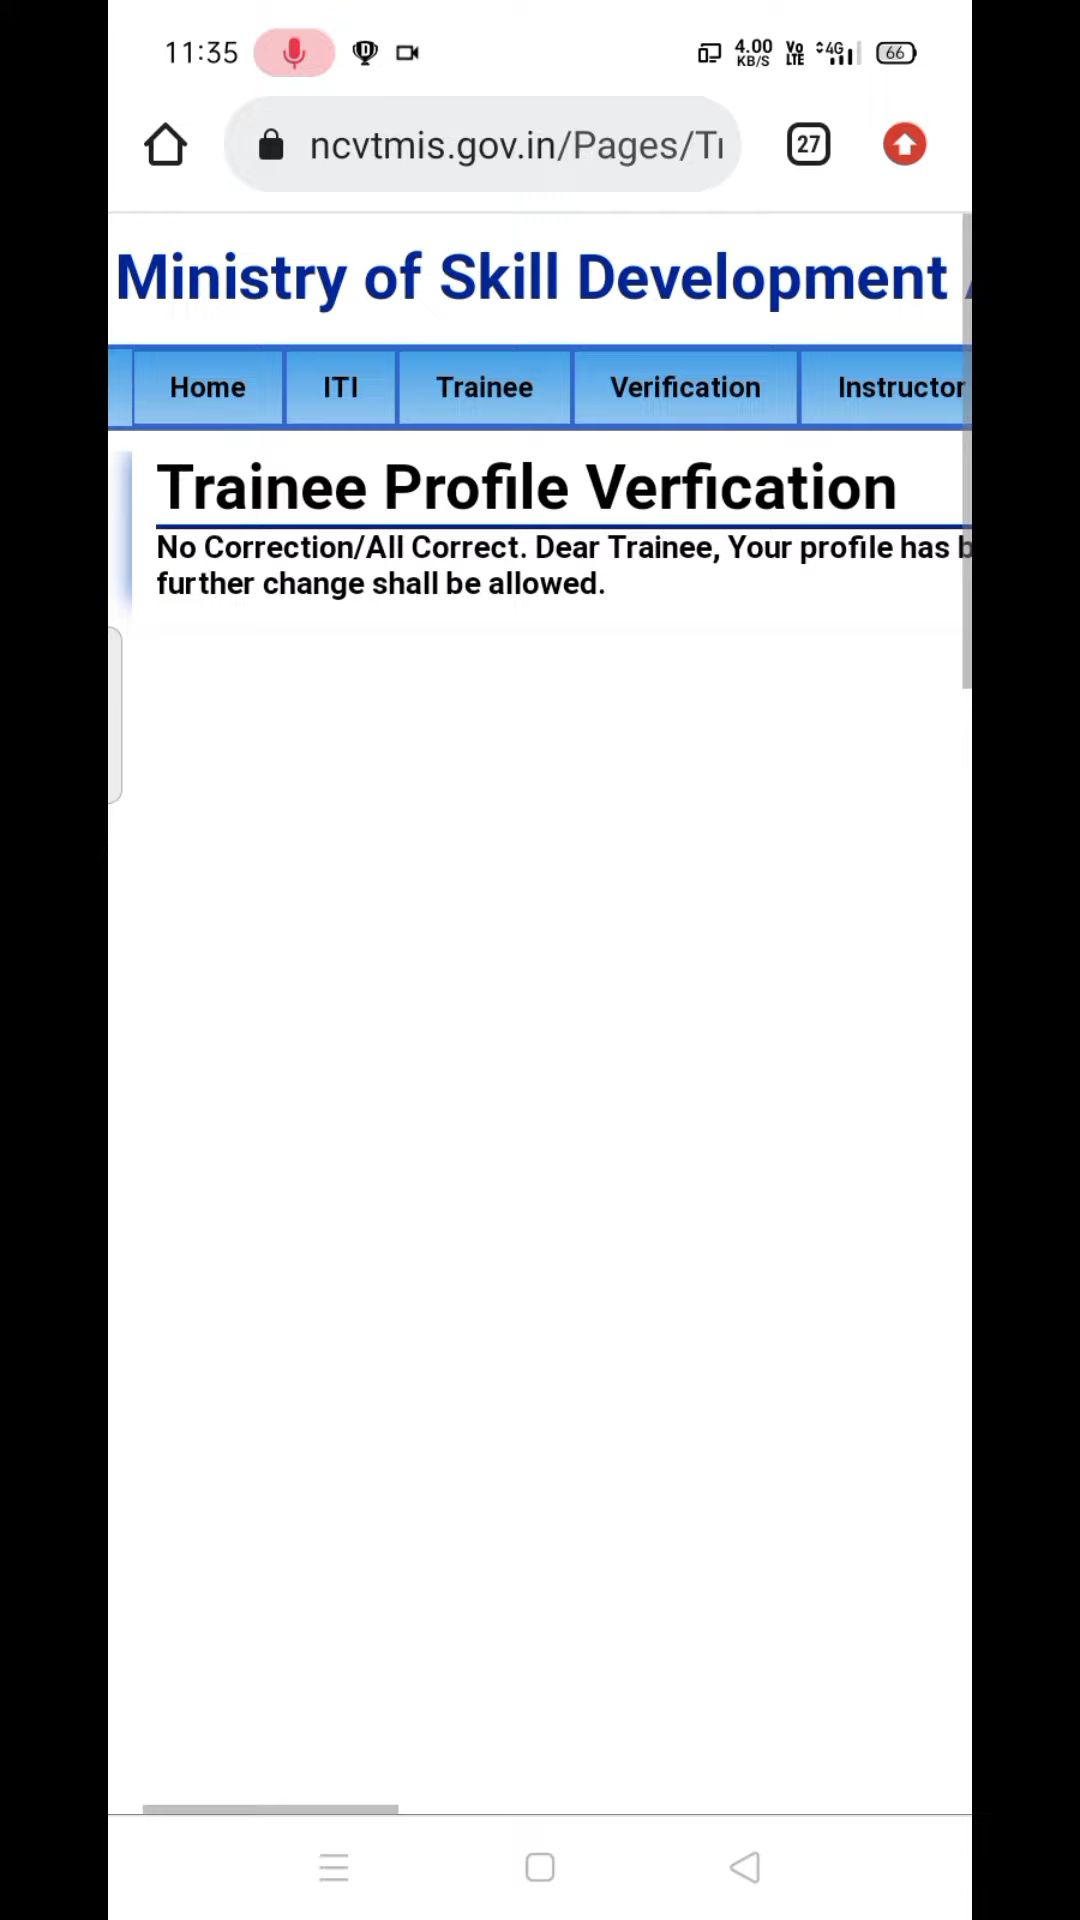 11:35 4.00 KB/S Vo LTE 4G 66
ncvtmis.gov.in/Pages/Tr 27
Ministry of Skill Development
Home ITI Trainee Verification Instructor
Trainee Profile Verfication
No Correction/All Correct. Dear Trainee, Your profile has
further change shall be allowed.